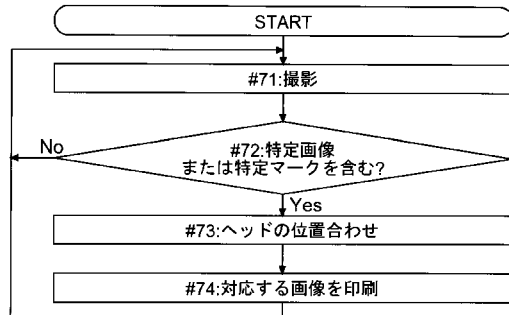 START
#71:撮影
No
#72:特定画像
または特定マークを含む?
Yes
#73:ヘッドの位置合わせ
#74:対応する画像を印刷